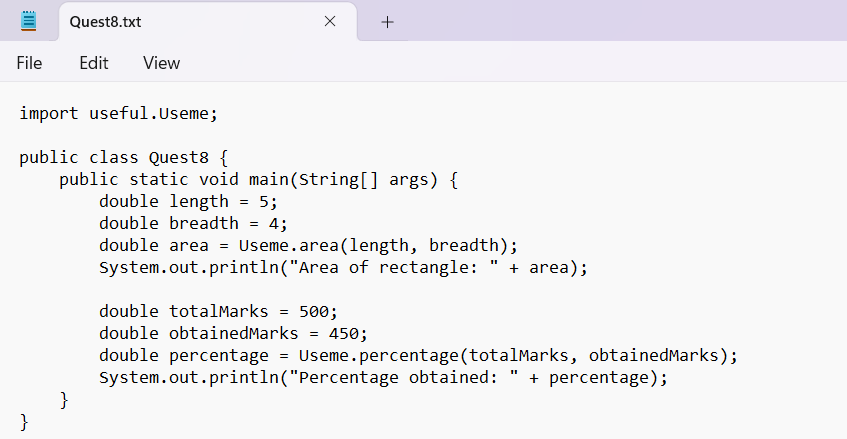 Quest8.txt
File Edit View
import useful.Useme;
public class Quest8 {
    public static void main(String[] args) {
        double length = 5;
        double breadth = 4;
        double area = Useme.area(length, breadth);
        System.out.println("Area of rectangle: " + area);
        double totalMarks = 500;
        double obtainedMarks = 450;
        double percentage = Useme.percentage(totalMarks, obtainedMarks);
        System.out.println("Percentage obtained: " + percentage);
    }
}